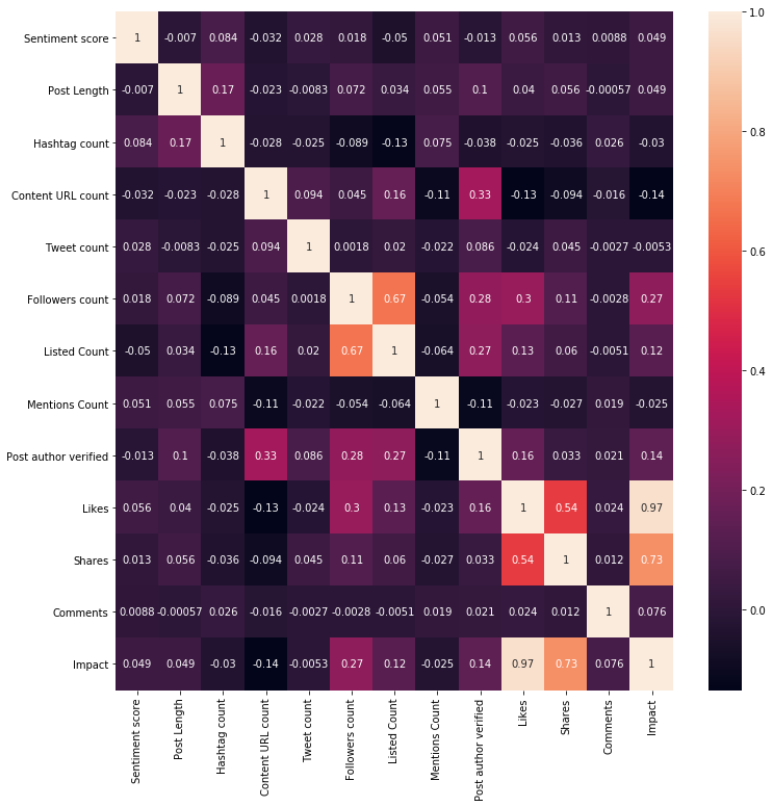 1.0
Sentiment score 1 -0.007 0.084 -0.032 0.028 0.018 -0.05 0.051 -0.013 0.056 0.013 0.0088 0.049
Post Length -0.007 1 0.17 -0.023 -0.0083 0.072 0.034 0.055 0.1 0.04 0.056 -0.00057 0.049
0.8
Hashtag count 0.084 0.17 1 -0.028 -0.025 -0.089 -0.13 0.075 -0.038 -0.025 -0.036 0.026 -0.03
Content URL count -0.032 -0.023 -0.028 1 0.094 0.045 0.16 -0.11 0.33 -0.13 -0.094 -0.016 -0.14
0.6
Tweet count 0.028 -0.0083 -0.025 0.094 1 0.0018 0.02 -0.022 0.086 -0.024 0.045 -0.0027 -0.0053
Followers count 0.018 0.072 -0.089 0.045 0.0018 1 0.67 -0.054 0.28 0.3 0.11 -0.0028 0.27
Listed Count -0.05 0.034 -0.13 0.16 0.02 0.67 1 -0.064 0.27 0.13 0.06 -0.0051 0.12
0.4
Mentions Count 0.051 0.055 0.075 -0.11 -0.022 -0.054 -0.064 1 -0.11 -0.023 -0.027 0.019 -0.025
Post author verified -0.013 0.1 -0.038 0.33 0.086 0.28 0.27 -0.11 1 0.16 0.033 0.021 0.14
0.2
Likes 0.056 0.04 -0.025 -0.13 -0.024 0.3 0.13 -0.023 0.16 1 0.54 0.024 0.97
Shares 0.013 0.056 -0.036 -0.094 0.045 0.11 0.06 -0.027 0.033 0.54 1 0.012 0.73
Comments 0.0088 -0.00057 0.026 -0.016 -0.0027 -0.0028 -0.0051 0.019 0.021 0.024 0.012 1 0.076
0.0
Impact 0.049 0.049 -0.03 -0.14 -0.0053 0.27 0.12 -0.025 0.14 0.97 0.73 0.076 1
Sentiment score
Post Length
Hashtag count
Content URL count
Tweet count
Followers count
Listed Count
Mentions Count
Post author verified
Likes
Shares
Comments
Impact